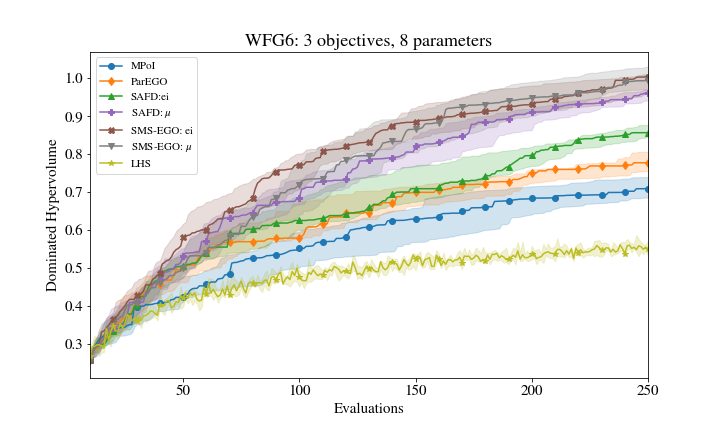 WFG6: 3 objectives, 8 parameters
MPoI
ParEGO
SAFD:ei
SAFD: μ
SMS-EGO: ei
SMS-EGO: μ
LHS
Dominated Hypervolume
1.0
0.9
0.8
0.7
0.6
0.5
0.4
0.3
50
100
150
200
250
Evaluations